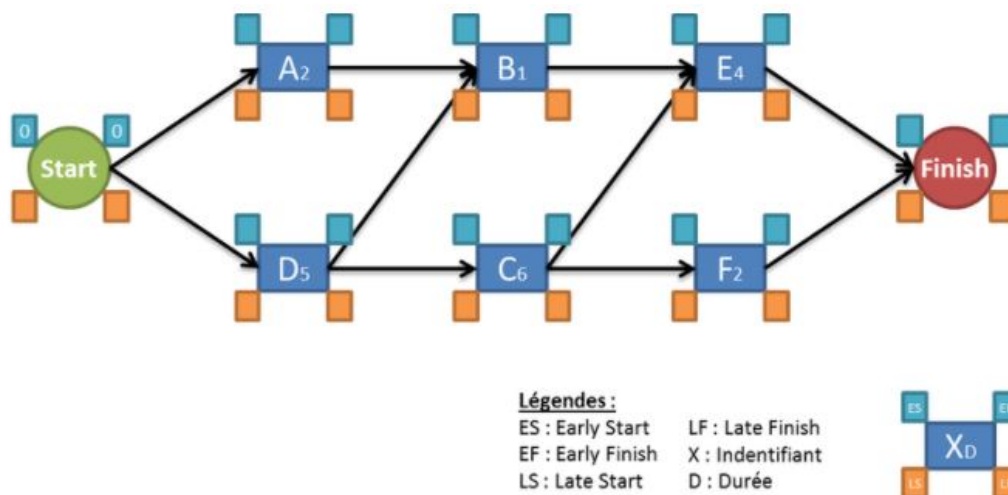 A2
B1
E4
0 0
Start
Finish
D5
C6
F2
Légendes :
ES : Early Start LF : Late Finish
EF : Early Finish X : Indentifiant
LS : Late Start D : Durée
ES
XD
LS